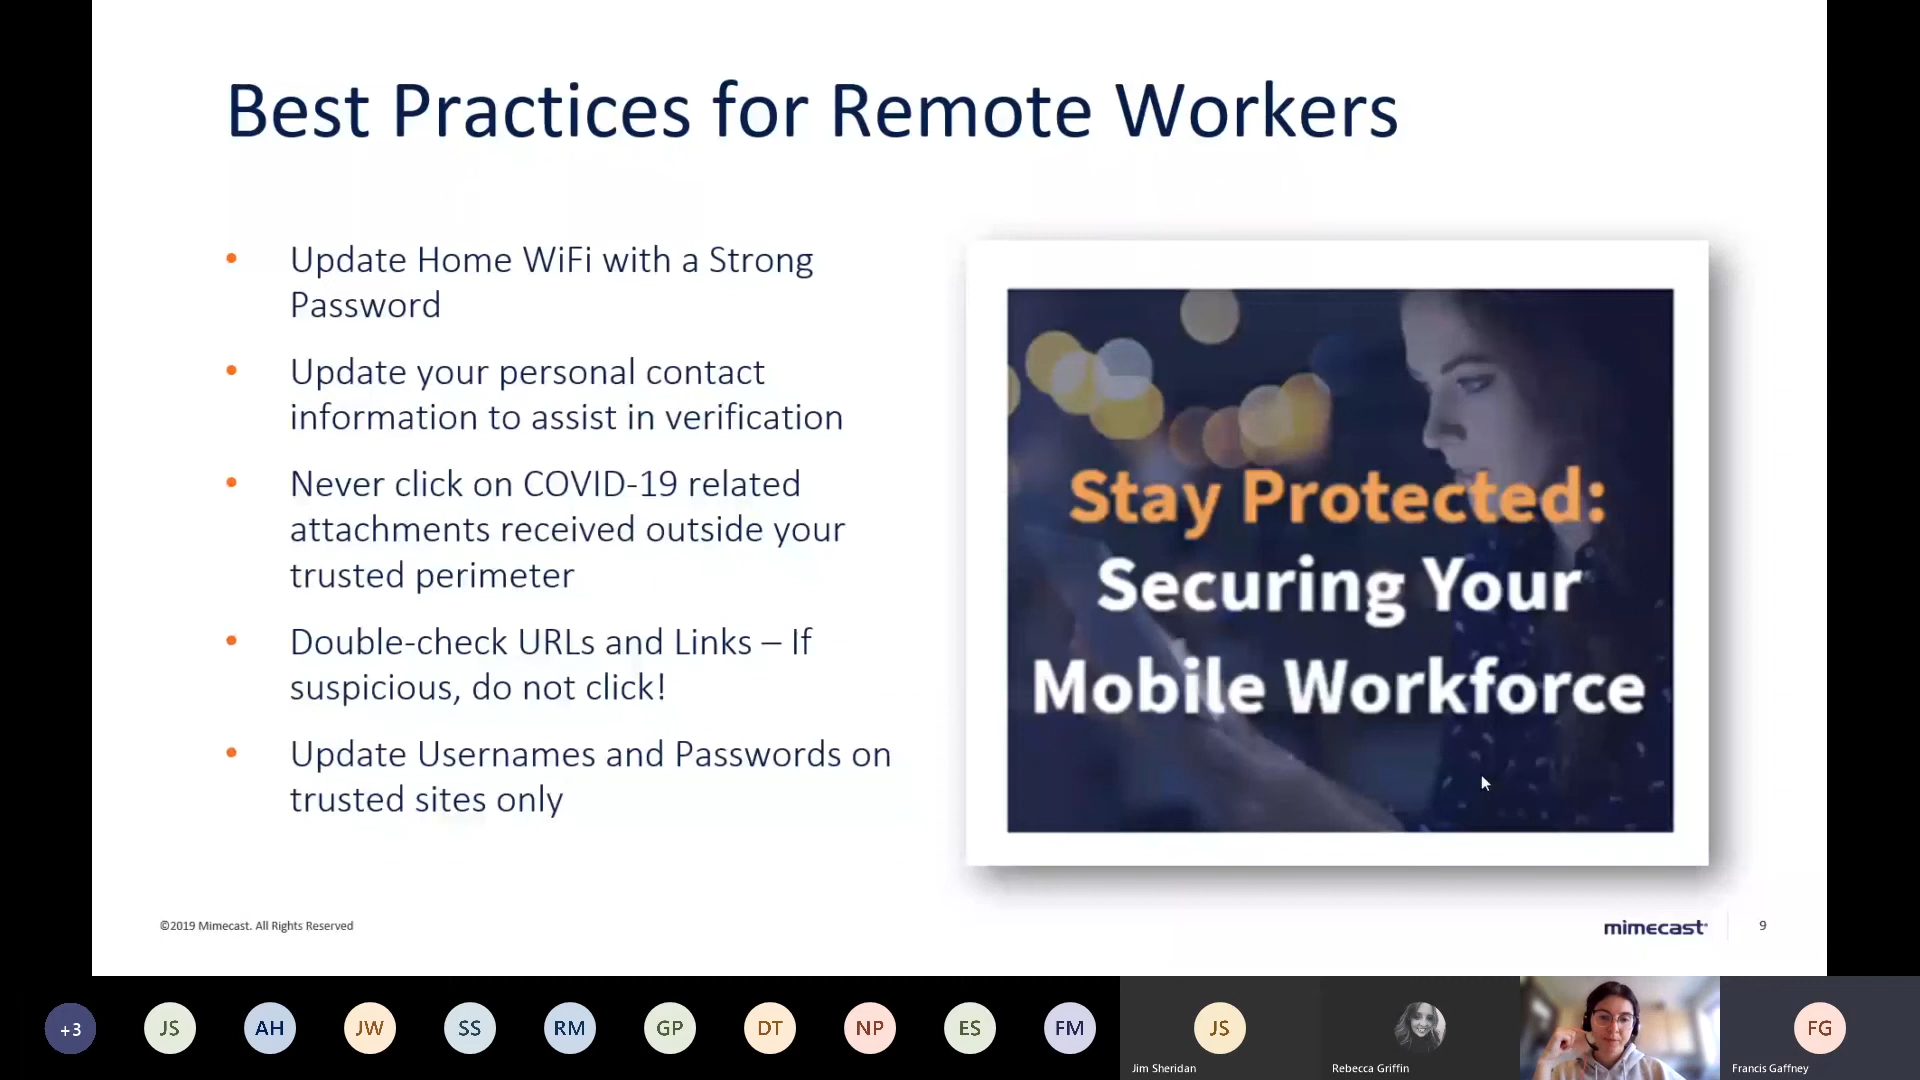 Best Practices for Remote Workers
• Update Home WiFi with a Strong
Password
• Update your personal contact
information to assist in verification
• Never click on COVID-19 related
attachments received outside your
trusted perimeter
• Double-check URLs and Links – If
suspicious, do not click!
• Update Usernames and Passwords on
trusted sites only
Stay Protected:
Securing Your
Mobile Workforce
©2019 Mimecast. All Rights Reserved
mimecast
9
+3
JS
AH
JW
SS
RM
GP
DT
NP
ES
FM
JS
Jim Sheridan
Rebecca Griffin
FG
Francis Gaffney